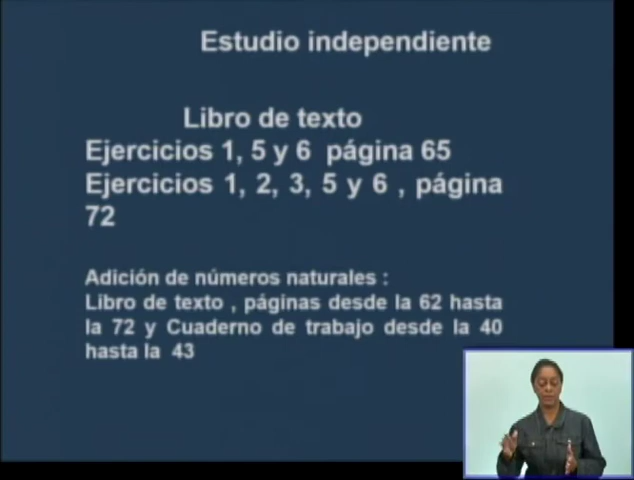 Estudio independiente
Libro de texto
Ejercicios 1, 5 y 6 página 65
Ejercicios 1, 2, 3, 5 y 6 , página
72
Adición de números naturales :
Libro de texto , páginas desde la 62 hasta
la 72 y Cuaderno de trabajo desde la 40
hasta la 43